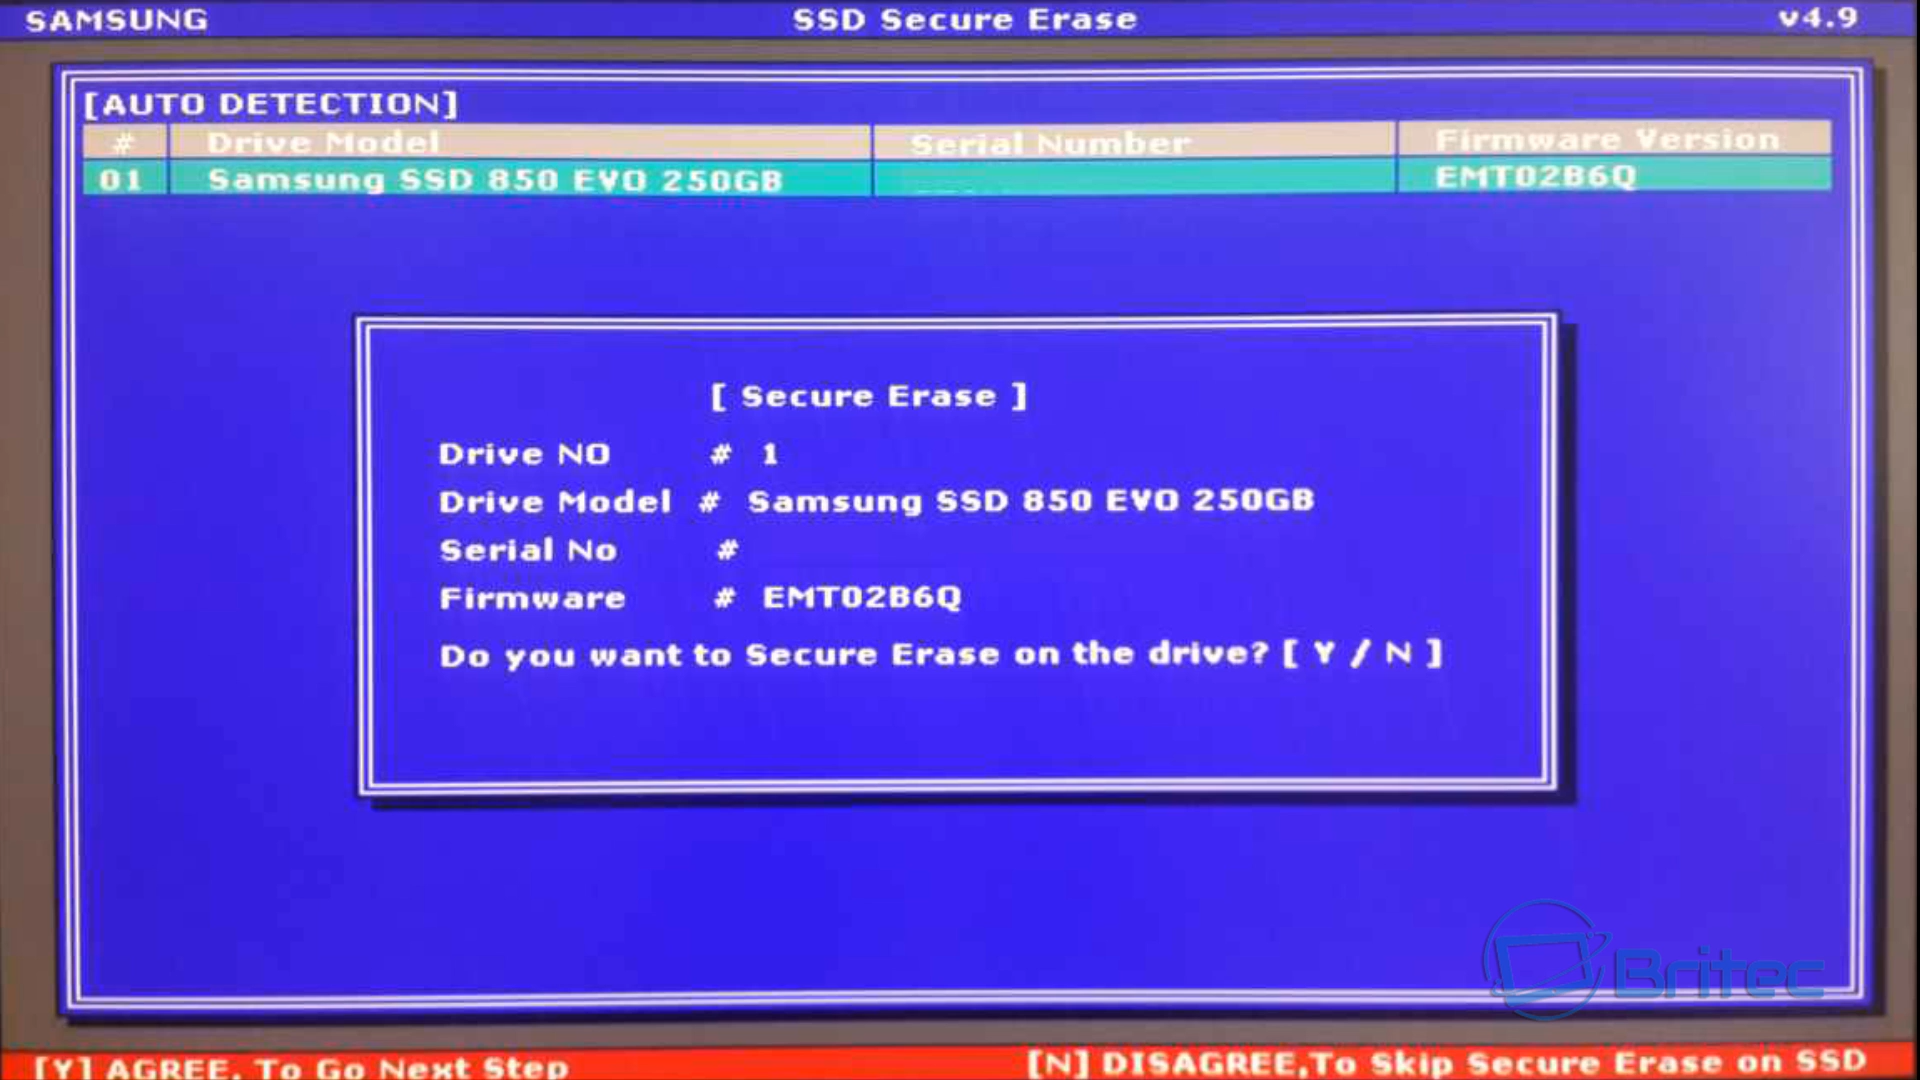 SAMSUNG SSD Secure Erase v4.9
[AUTO DETECTION]
# Drive Model Serial Number Firmware Version
01 Samsung SSD 850 EVO 250GB EMT02B6Q
[ Secure Erase ]
Drive NO # 1
Drive Model # Samsung SSD 850 EVO 250GB
Serial No #
Firmware # EMT02B6Q
Do you want to Secure Erase on the drive? [ Y / N ]
Britec
[Y] AGREE, To Go Next Step [N] DISAGREE,To Skip Secure Erase on SSD